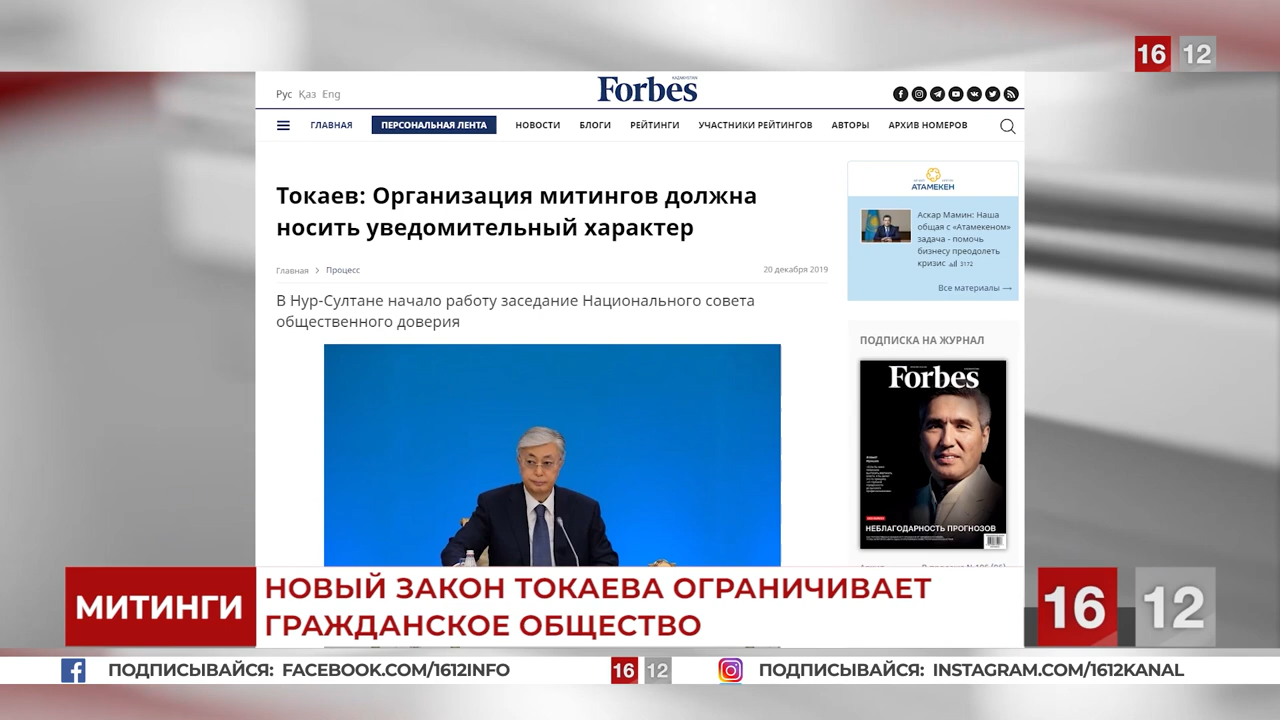 16 12
KAZAKHSTAN
Forbes
Рус Қаз Eng
ГЛАВНАЯ ПЕРСОНАЛЬНАЯ ЛЕНТА НОВОСТИ БЛОГИ РЕЙТИНГИ УЧАСТНИКИ РЕЙТИНГОВ АВТОРЫ АРХИВ НОМЕРОВ
Токаев: Организация митингов должна
носить уведомительный характер
Главная > Процесс
20 декабря 2019
В Нур-Султане начало работу заседание Национального совета
общественного доверия
АТАМЕКЕН
Аскар Мамин: Наша
общая с «Атамекеном»
задача - помочь
бизнесу преодолеть
кризис 3172
Все материалы →
ПОДПИСКА НА ЖУРНАЛ
Forbes
НЕБЛАГОДАРНОСТЬ ПРОГНОЗОВ
МИТИНГИ
НОВЫЙ ЗАКОН ТОКАЕВА ОГРАНИЧИВАЕТ
ГРАЖДАНСКОЕ ОБЩЕСТВО
16 12
ПОДПИСЫВАЙСЯ: FACEBOOK.COM/1612INFO
16 12
ПОДПИСЫВАЙСЯ: INSTAGRAM.COM/1612KANAL